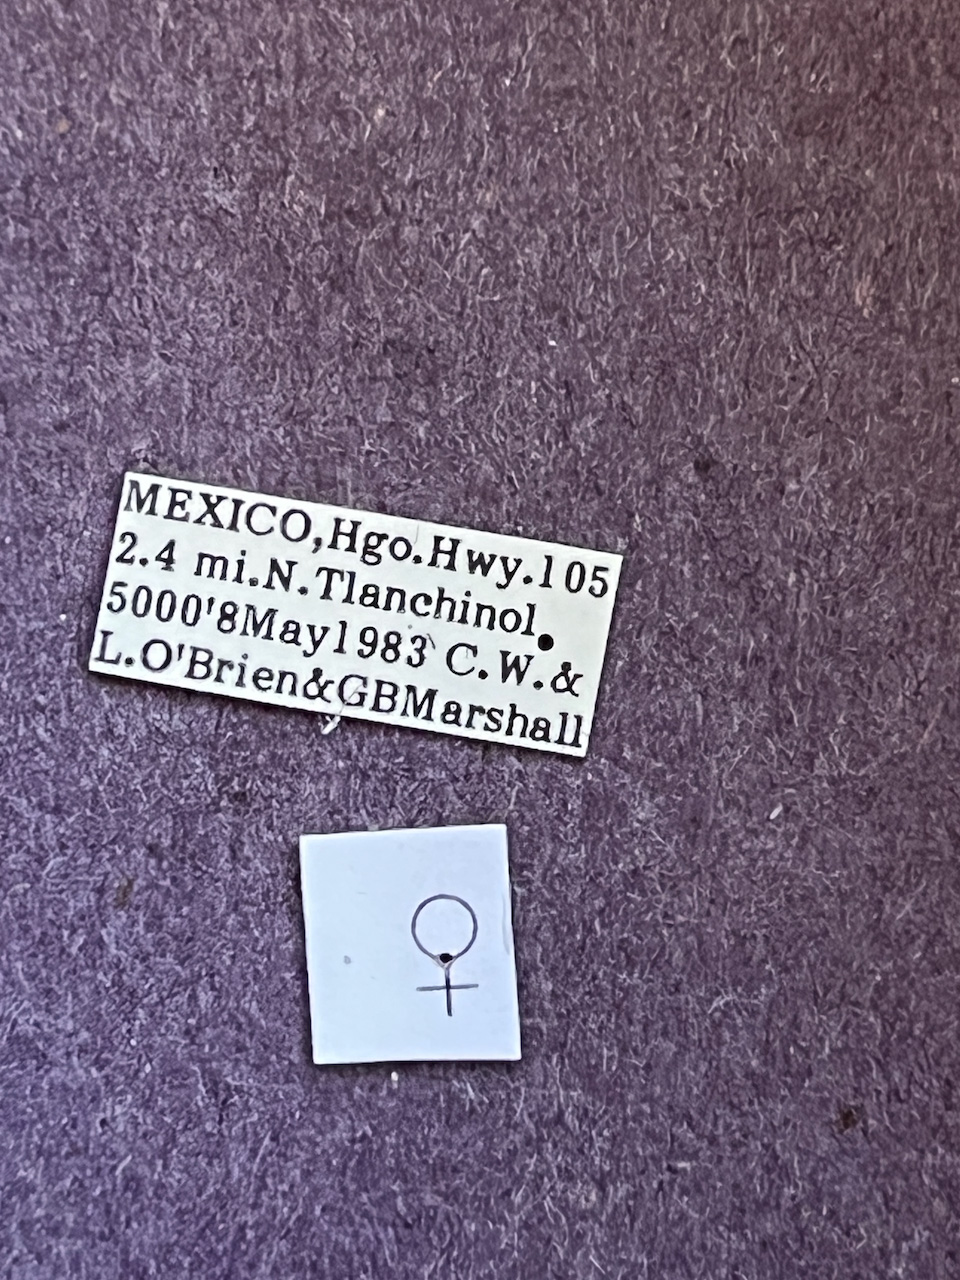 MEXICO,Hgo.Hwy.105
2.4 mi.N.Tlanchinol.
5000'8May1983 C.W.&
L.O'Brien&GBMarshall
♀